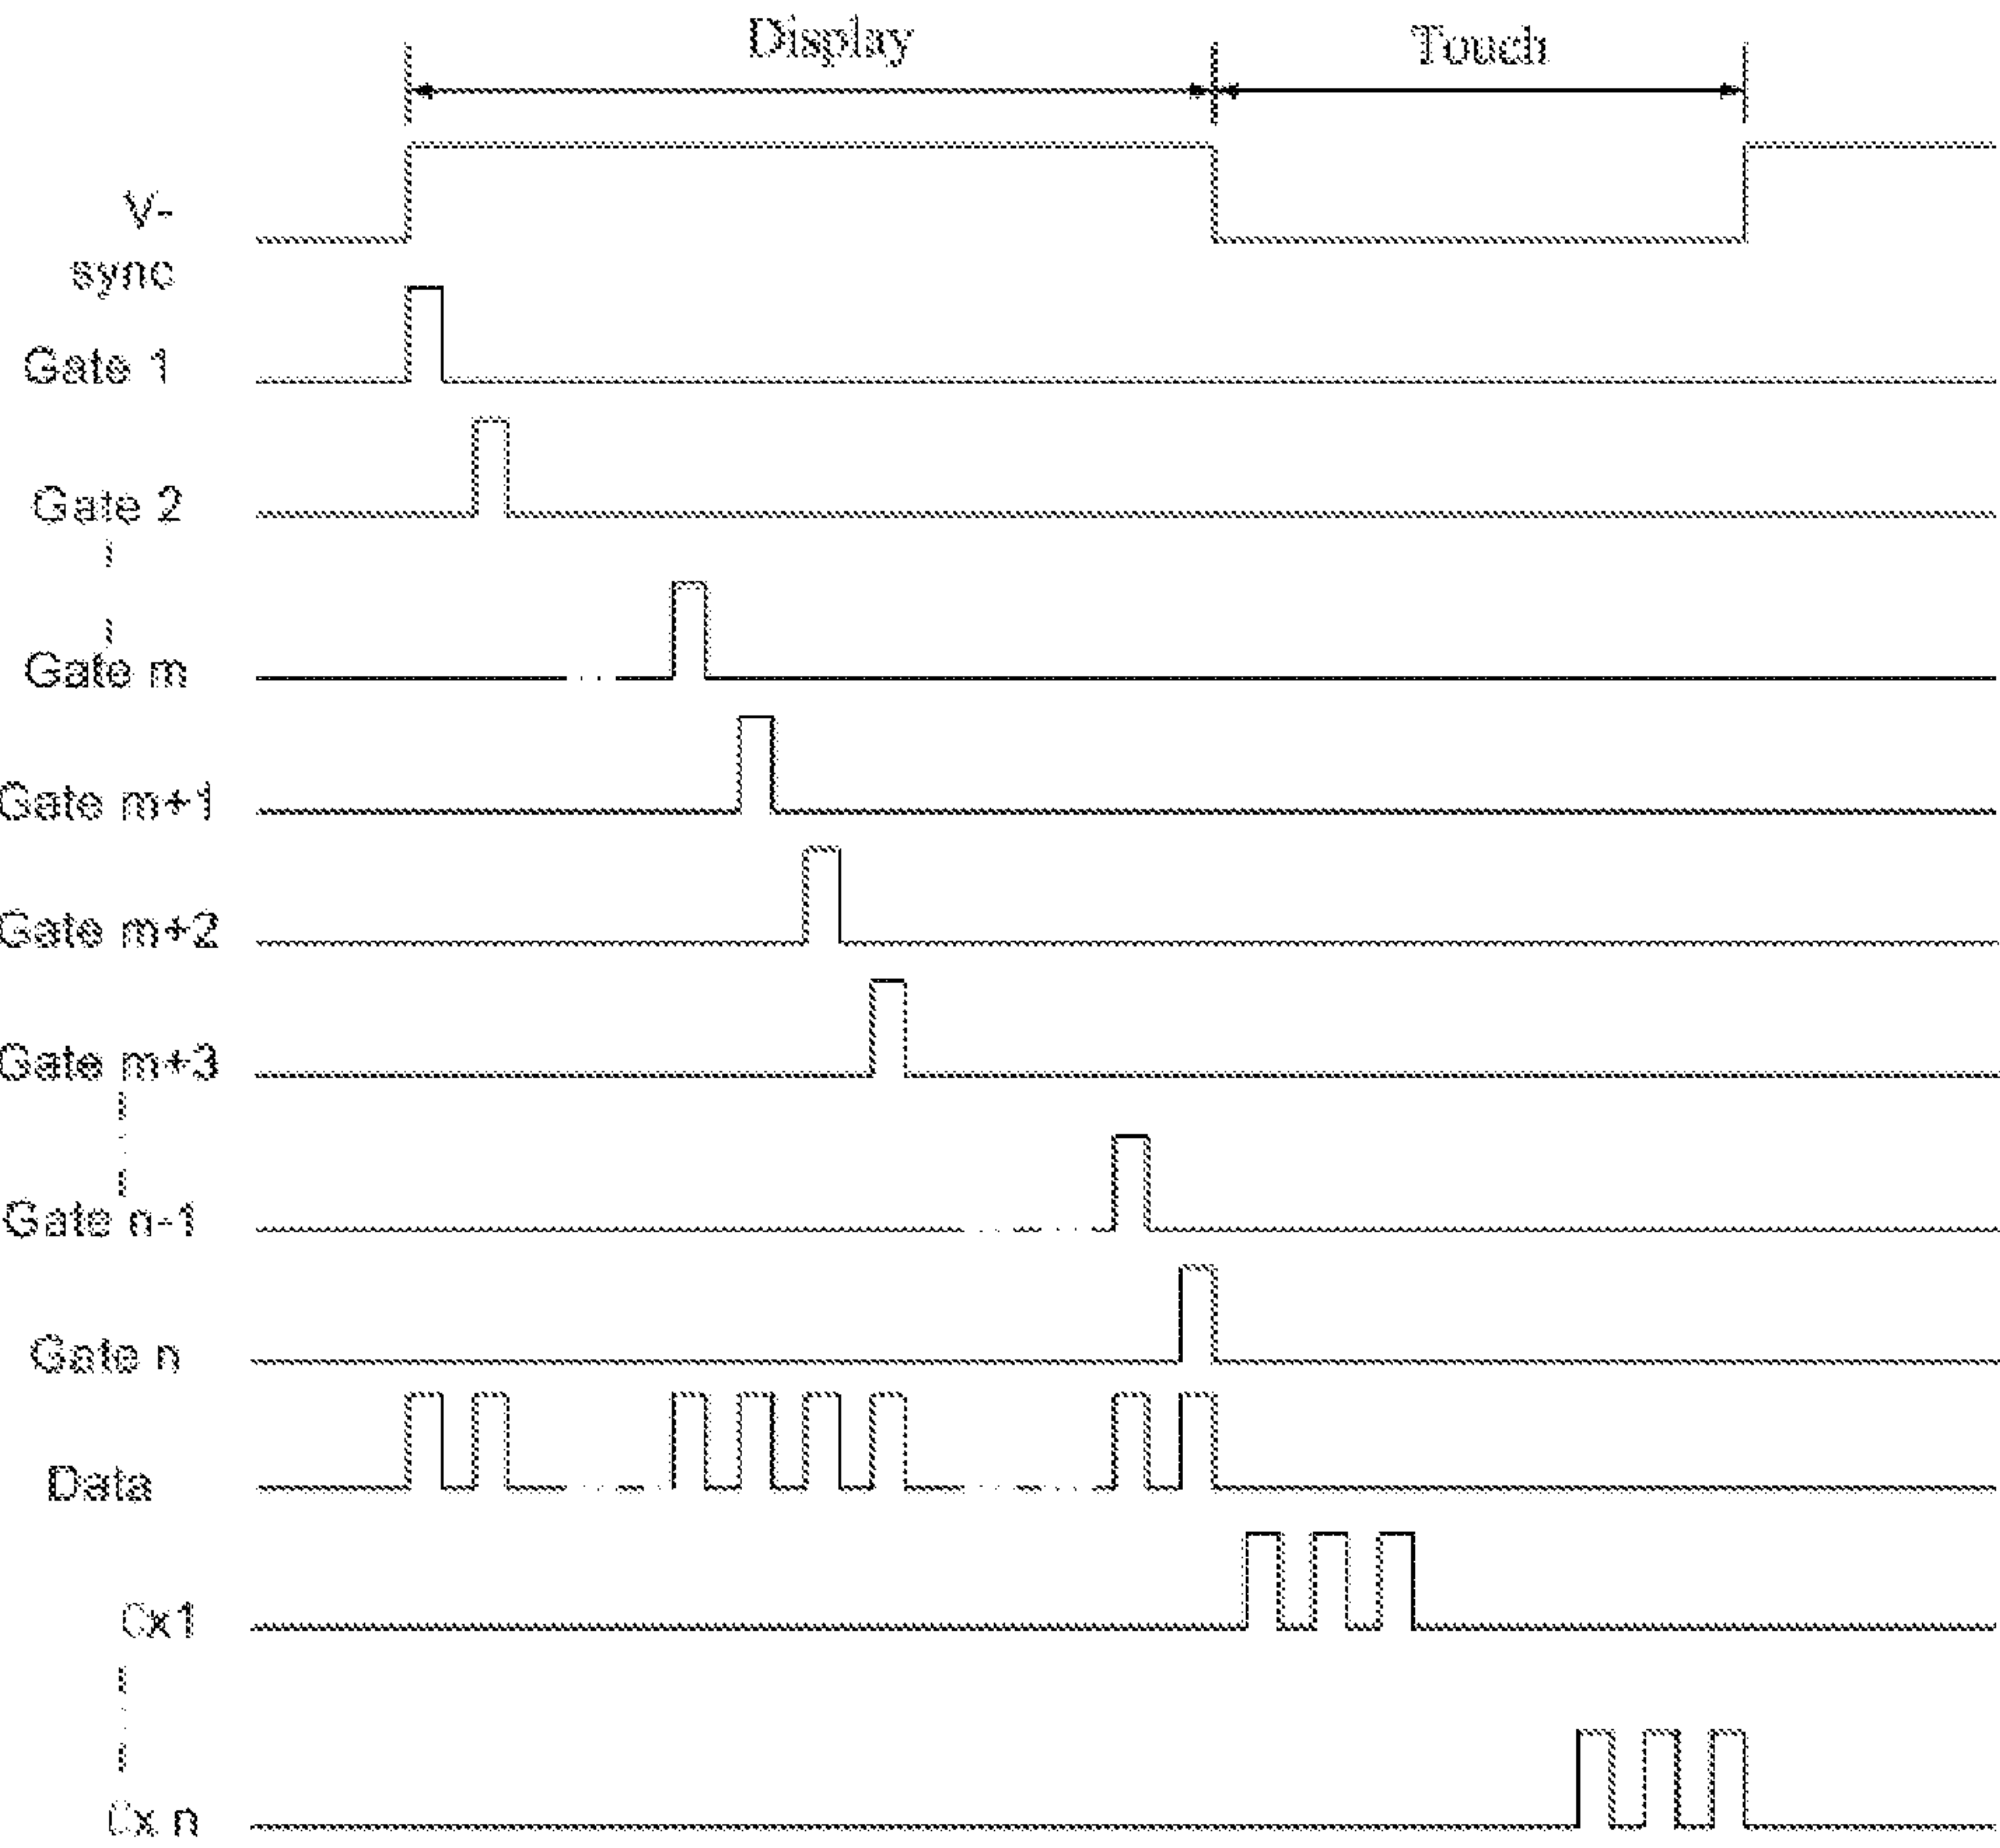 Display
Touch
V-
sync
Gate 1
Gate 2
Gate m
Gate m+1
Gate m+2
Gate m+3
Gate n-1
Gate n
Data
Cx1
Cx n